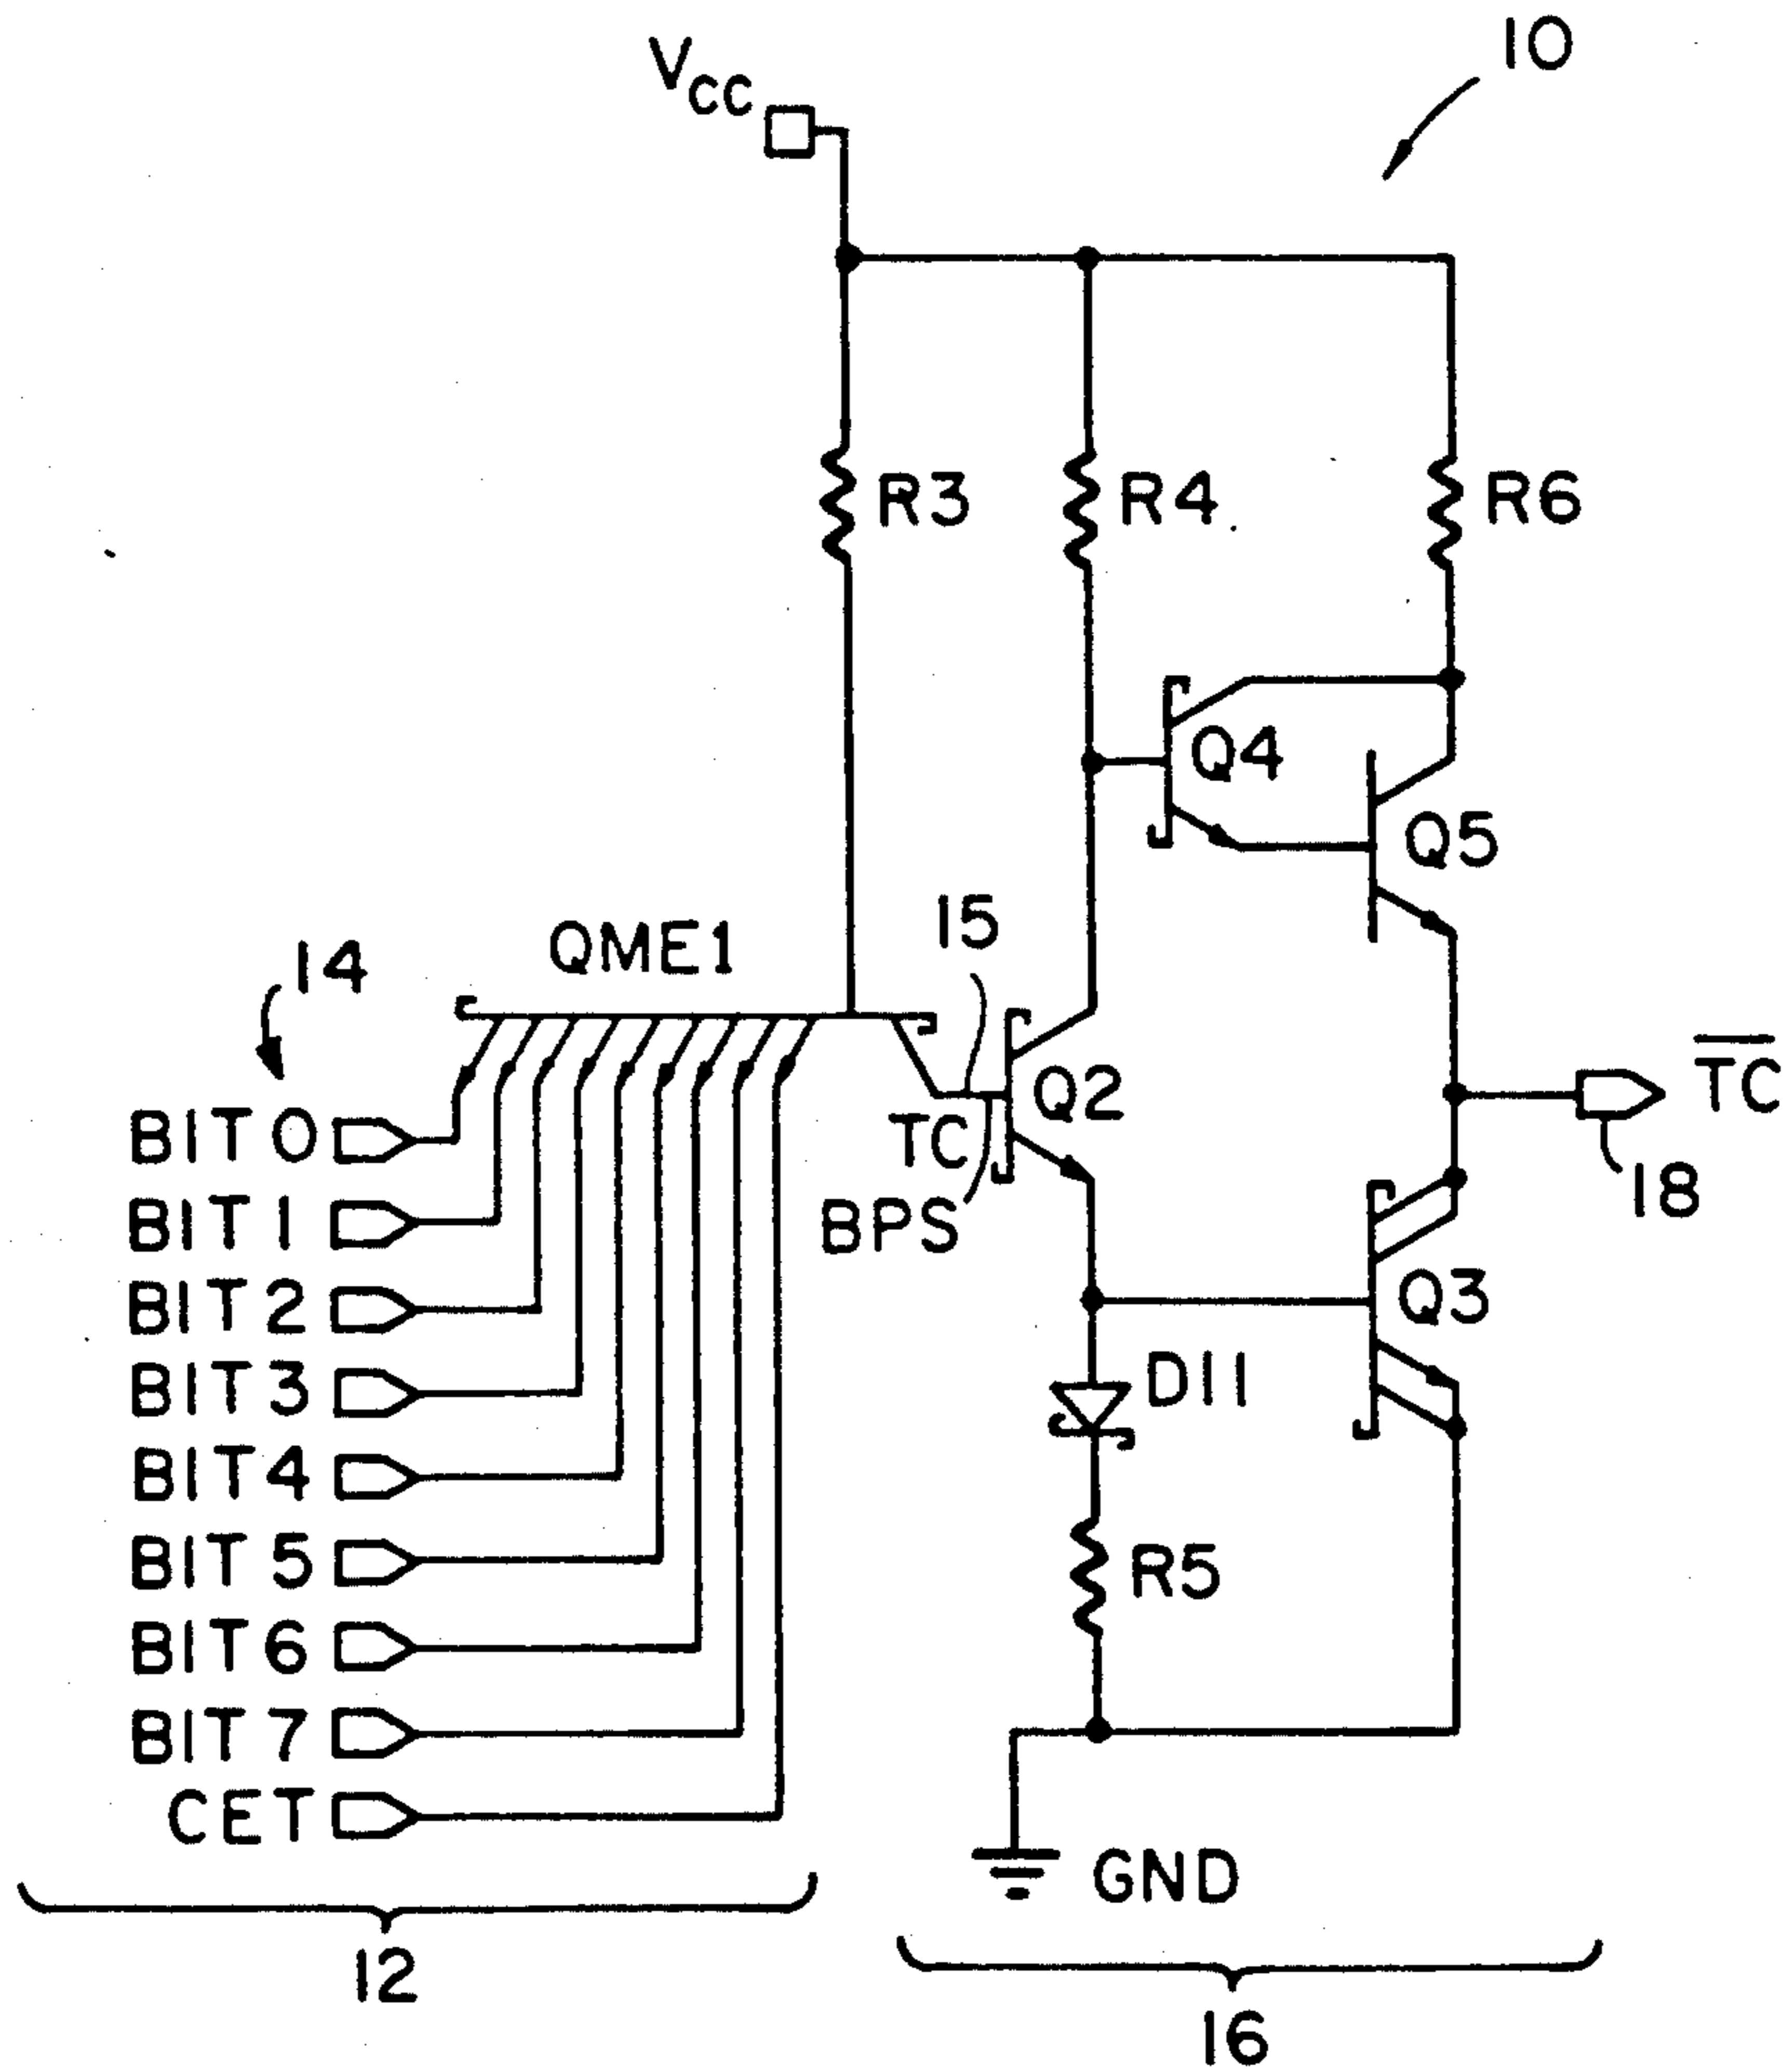 10
VCC
R3
R4
R6
Q4
Q5
15
QME1
14
TC
Q2
TC
BPS
18
BIT 0
BIT 1
BIT 2
BIT 3
BIT 4
BIT 5
BIT 6
BIT 7
CET
Q3
D11
R5
GND
12
16